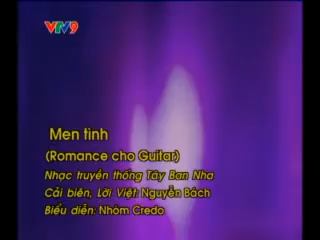 VTV9
Men tình
(Romance cho Guitar)
Nhạc truyền thống Tây Ban Nha
Cải biên, Lời Việt: Nguyễn Bách
Biểu diễn: Nhóm Credo